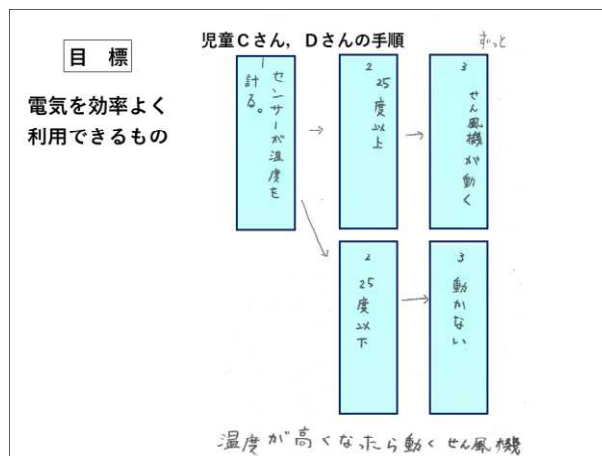 目標
電気を効率よく
利用できるもの
児童Cさん，Dさんの手順
ずっと
1
センサーが温度を
計る。
→
2
25度以上
→
3
せん風機が動く
2
25度以下
→
3
動かない
温度が高くなったら動くせん風機